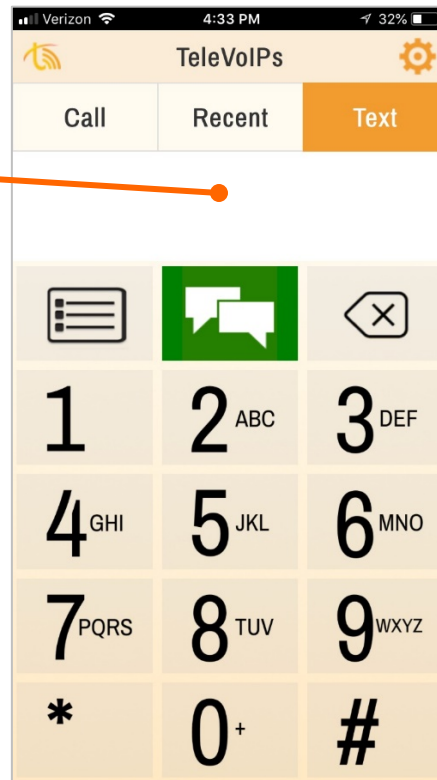 Verizon 4:33 PM 32%
TeleVoIPs
Call Recent Text
1 2 ABC 3 DEF
4 GHI 5 JKL 6 MNO
7 PQRS 8 TUV 9 WXYZ
* 0 + #